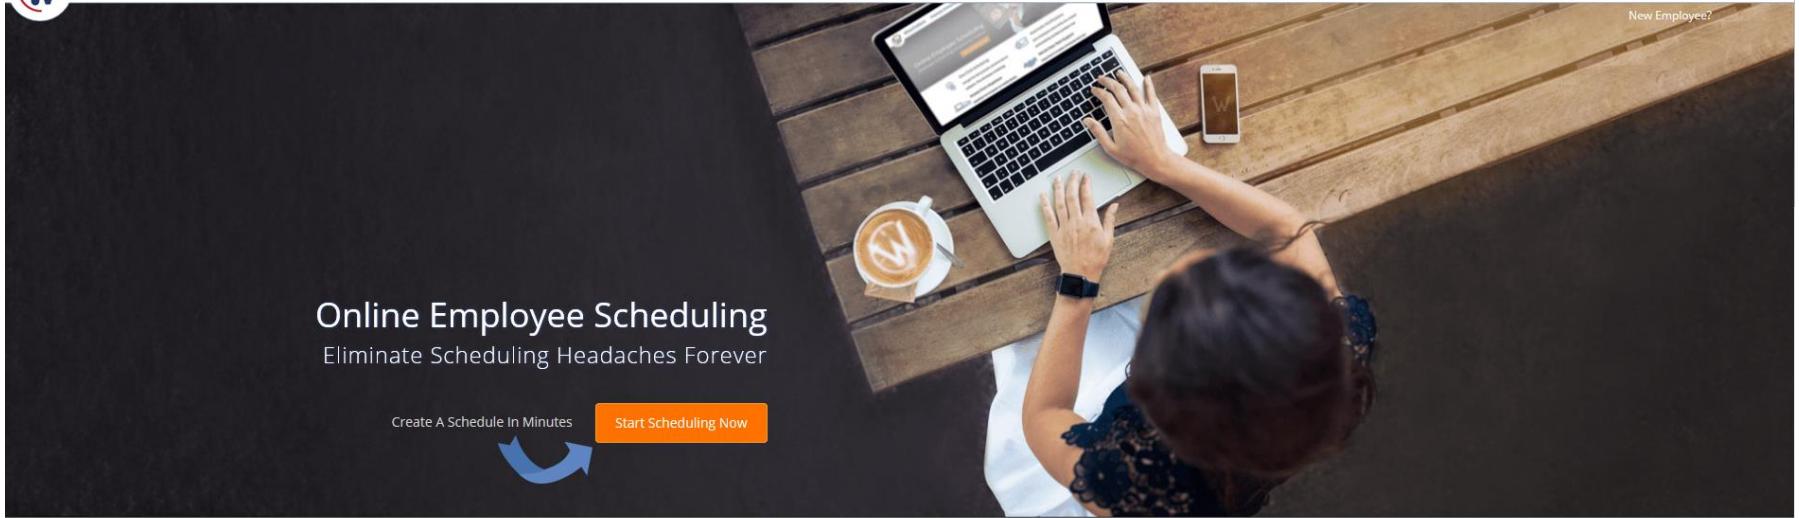 New Employee?
Online Employee Scheduling
Eliminate Scheduling Headaches Forever
Create A Schedule In Minutes
Start Scheduling Now
W
W